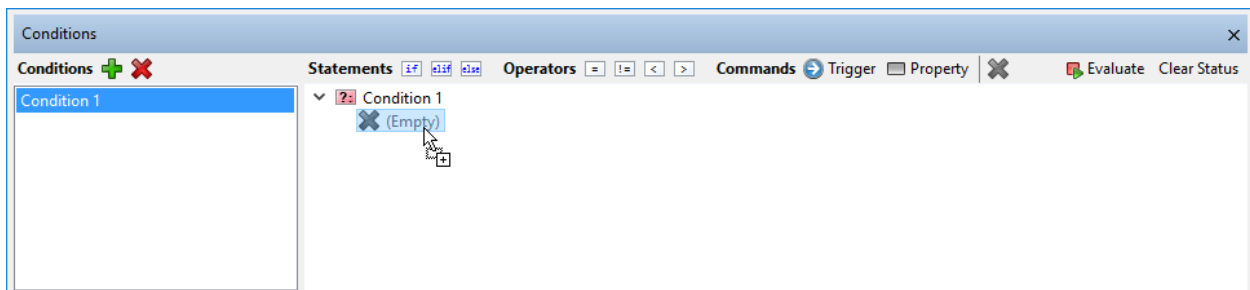 Conditions
Conditions Statements if elif else Operators = != < > Commands Trigger Property Evaluate Clear Status
Condition 1 ?: Condition 1
(Empty)